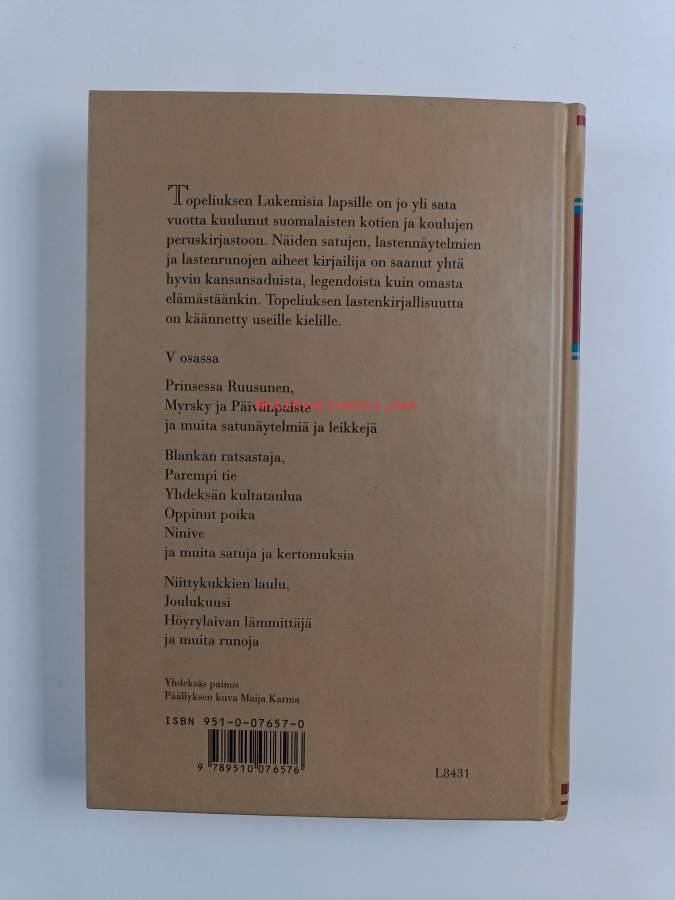 Topeliuksen Lukemisia lapsille on jo yli sata
vuotta kuulunut suomalaisten kotien ja koulujen
peruskirjastoon. Näiden satujen, lastennäytelmien
ja lastenrunojen aiheet kirjailija on saanut yhtä
hyvin kansansaduista, legendoista kuin omasta
elämästäänkin. Topeliuksen lastenkirjallisuutta
on käännetty useille kielille.
V osassa
Prinsessa Ruusunen,
Myrsky ja Päivänpaiste
ja muita satunäytelmiä ja leikkejä
Blankan ratsastaja,
Parempi tie
Yhdeksän kultataulua
Oppinut poika
Ninive
ja muita satuja ja kertomuksia
Niittykukkien laulu,
Joulukuusi
Höyrylaivan lämmittäjä
ja muita runoja
Yhdeksäs painos
Päällyksen kuva Maija Karma
ISBN 951-0-07657-0
9 789510 076576
L8431